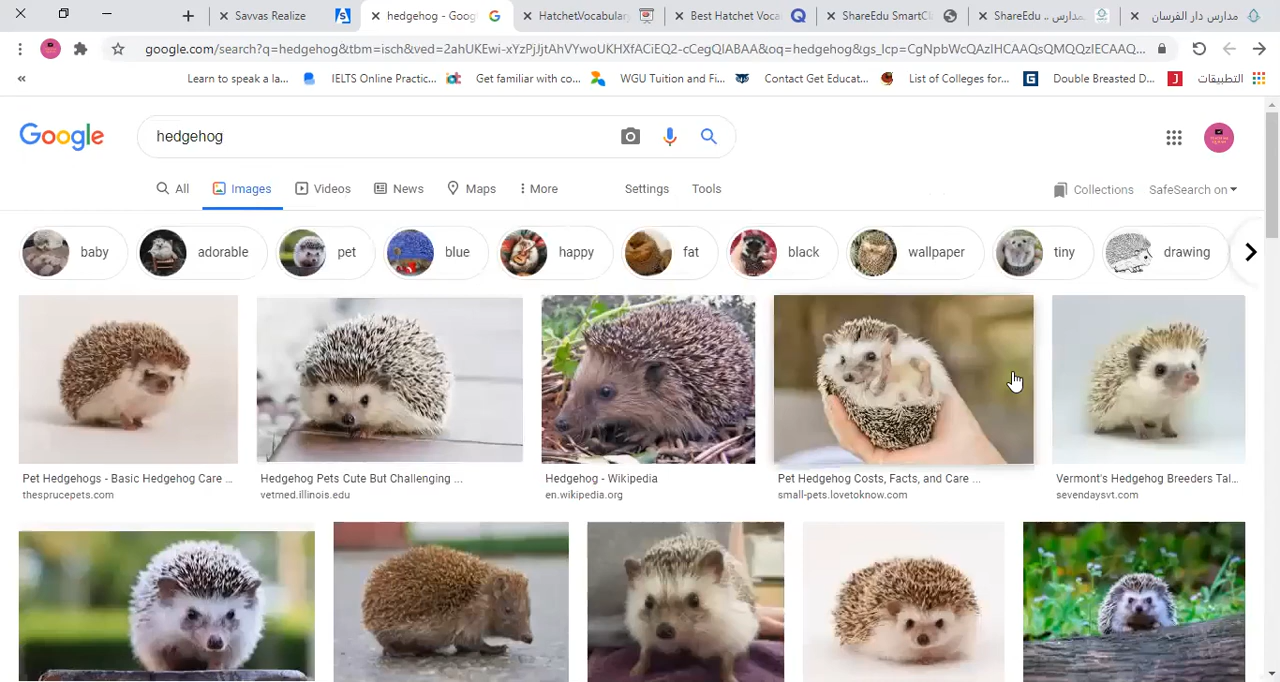 Savvas Realize
hedgehog - Goog
HatchetVocabulary
Best Hatchet Voca
ShareEdu SmartCl
ShareEdu .. مدارس
مدارس دار الفرسان
google.com/search?q=hedgehog&tbm=isch&ved=2ahUKEwi-xYzPjJjtAhVYwoUKHXfACiEQ2-cCegQIABAA&oq=hedgehog&gs_lcp=CgNpbWcQAzIHCAAQsQMQQzIECAAQ...
«
Learn to speak a la...
IELTS Online Practic...
Get familiar with co...
WGU Tuition and Fi...
Contact Get Educat...
List of Colleges for...
Double Breasted D...
التطبيقات
Google
hedgehog
All
Images
Videos
News
Maps
More
Settings
Tools
Collections
SafeSearch on
baby
adorable
pet
blue
happy
fat
black
wallpaper
tiny
drawing
Pet Hedgehogs - Basic Hedgehog Care ...
thesprucepets.com
Hedgehog Pets Cute But Challenging ...
vetmed.illinois.edu
Hedgehog - Wikipedia
en.wikipedia.org
Pet Hedgehog Costs, Facts, and Care ...
small-pets.lovetoknow.com
Vermont's Hedgehog Breeders Tal...
sevendaysvt.com